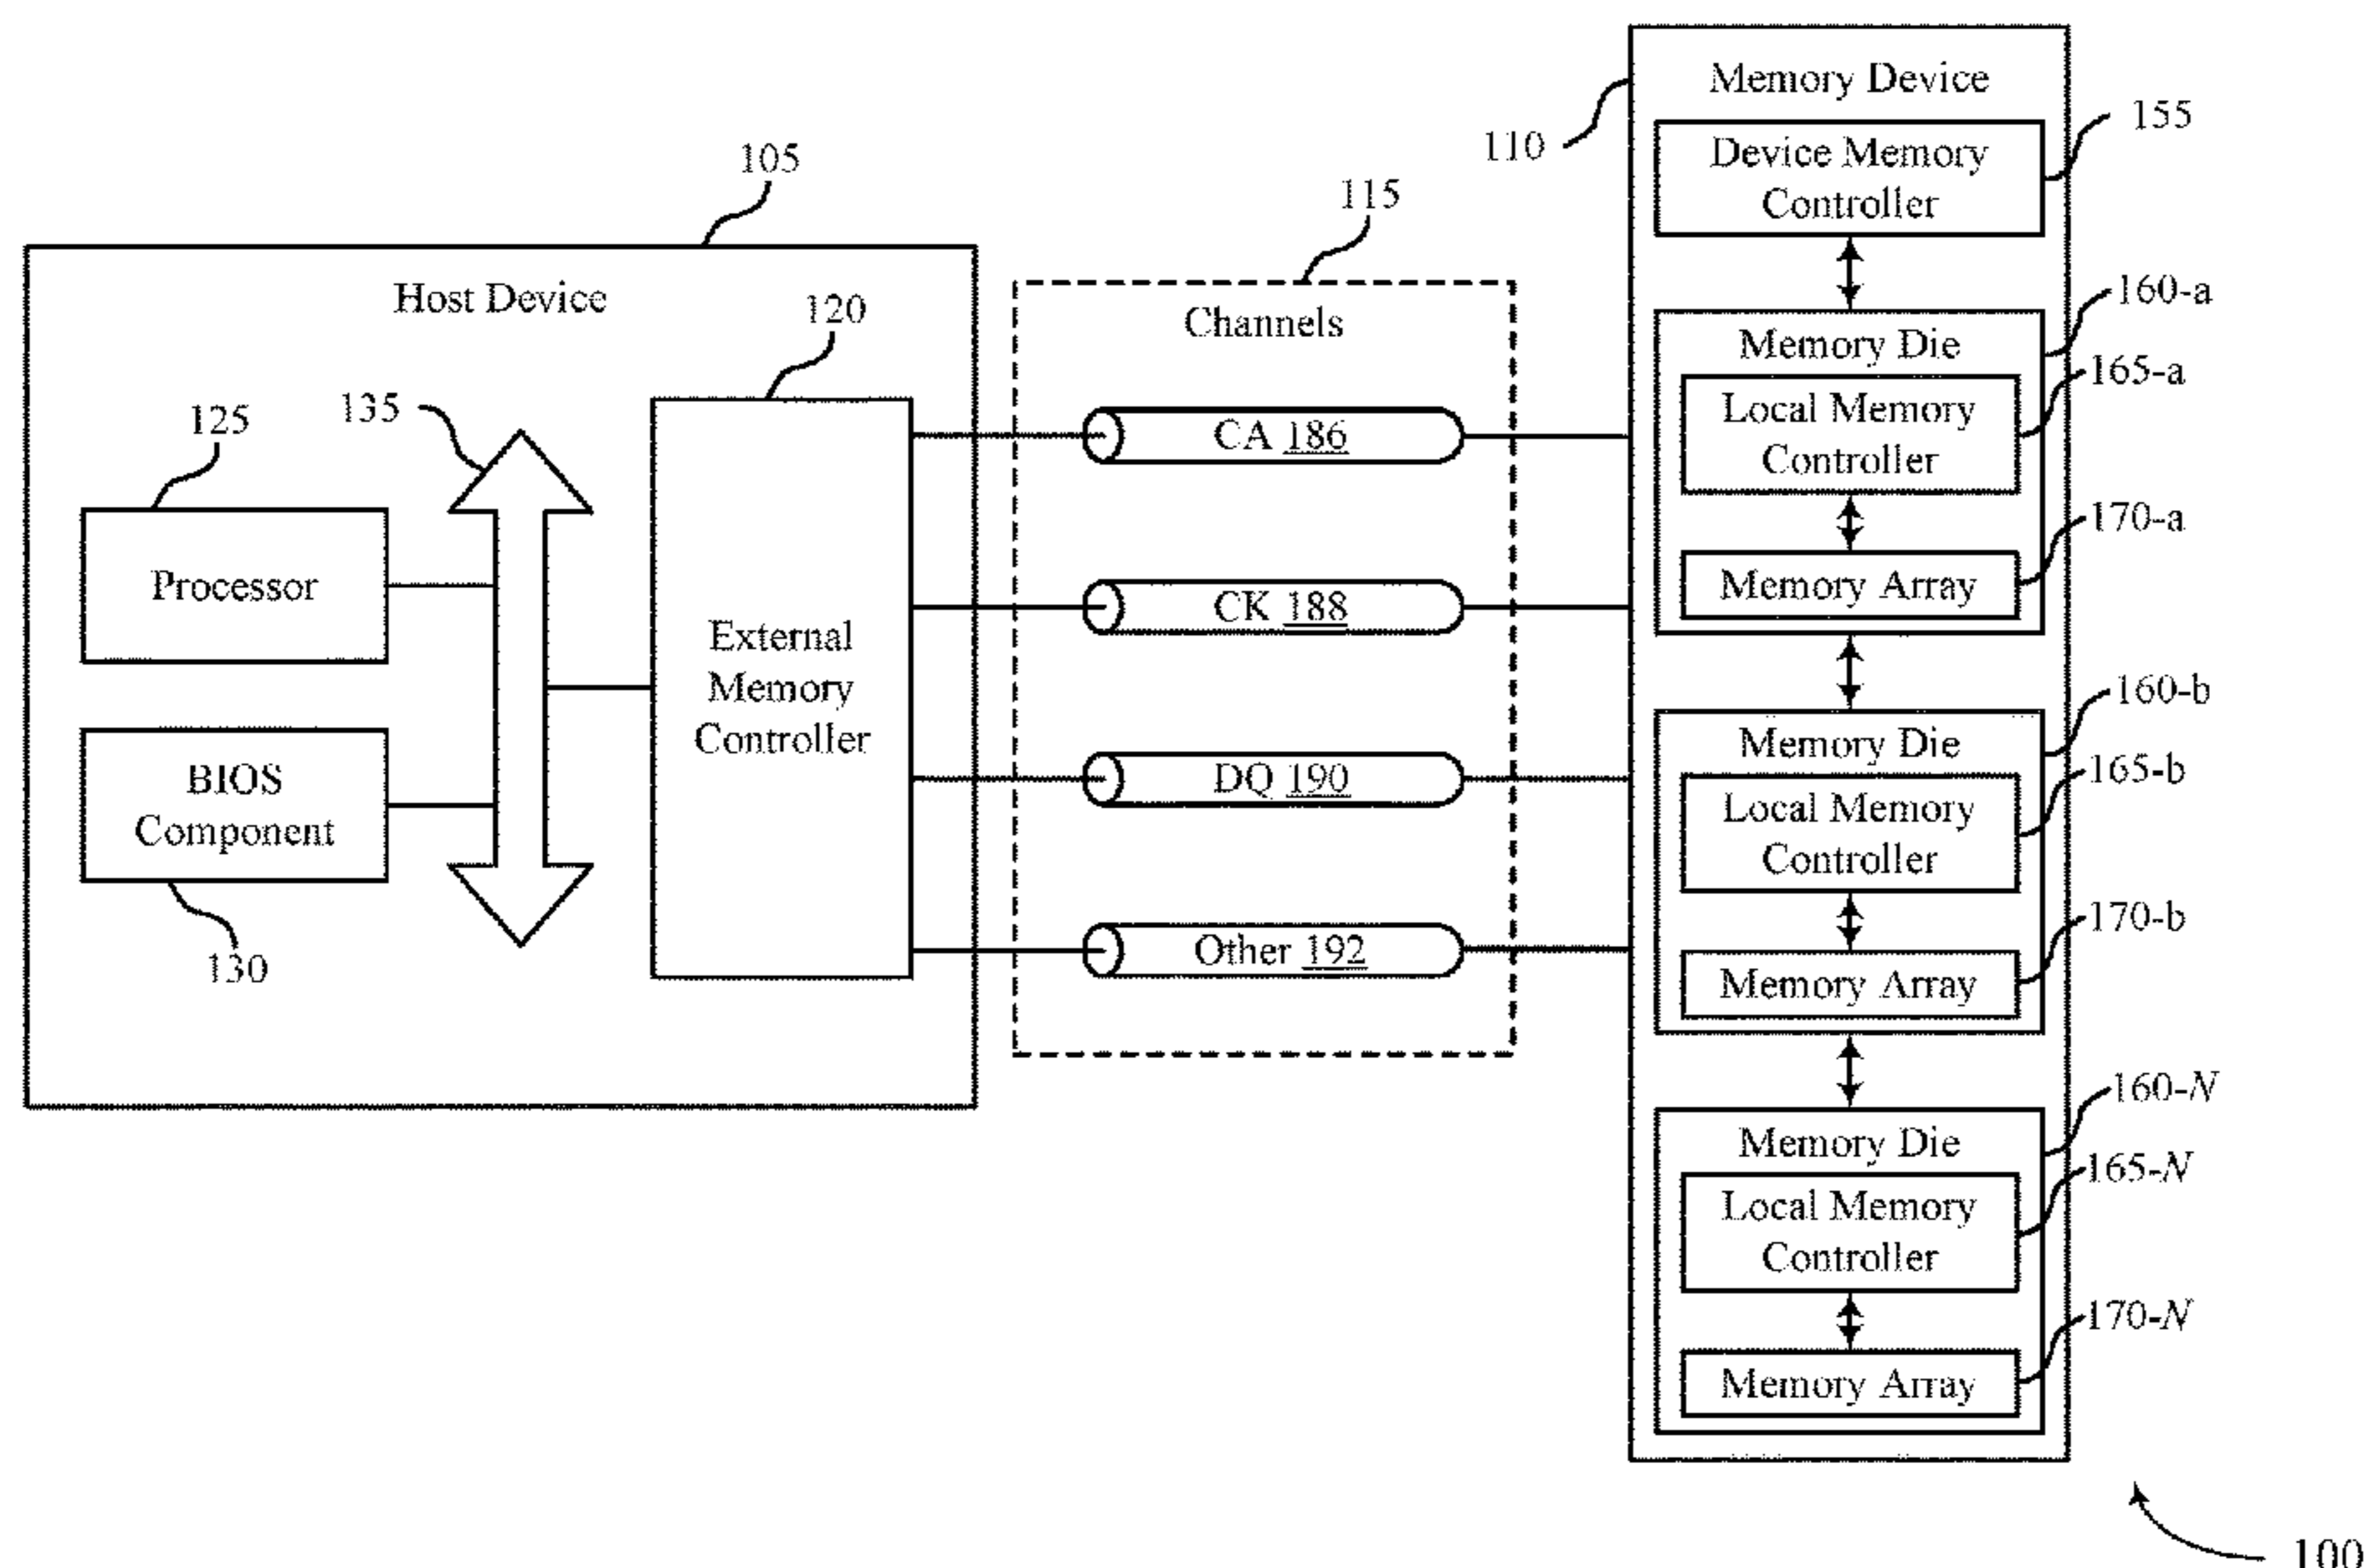 105
Host Device
120
125
135
Processor
BIOS
Component
130
External
Memory
Controller
115
Channels
CA 186
CK 188
DQ 190
Other 192
110
Memory Device
155
Device Memory
Controller
160-a
Memory Die
165-a
Local Memory
Controller
170-a
Memory Array
160-b
Memory Die
165-b
Local Memory
Controller
170-b
Memory Array
160-N
Memory Die
165-N
Local Memory
Controller
170-N
Memory Array
100